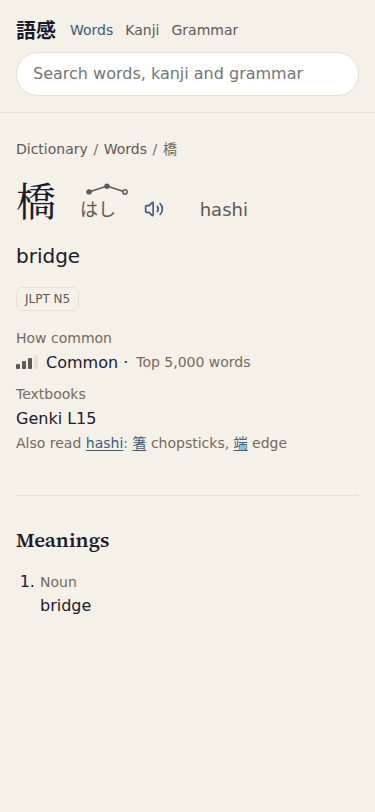 語感 Words Kanji Grammar
Search words, kanji and grammar
Dictionary / Words / 橋
橋 はし hashi
bridge
JLPT N5
How common
Common · Top 5,000 words
Textbooks
Genki L15
Also read hashi: 箸 chopsticks, 端 edge
Meanings
1. Noun
bridge